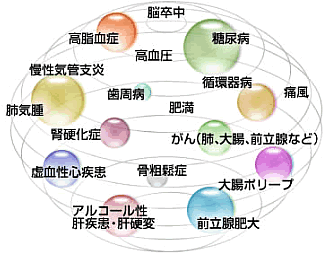 脳卒中
高脂血症
糖尿病
高血圧
慢性気管支炎
循環器病
歯周病
痛風
肺気腫
肥満
腎硬化症
がん(肺、大腸、前立腺など)
虚血性心疾患
骨粗鬆症
大腸ポリープ
アルコール性
肝疾患・肝硬変
前立腺肥大